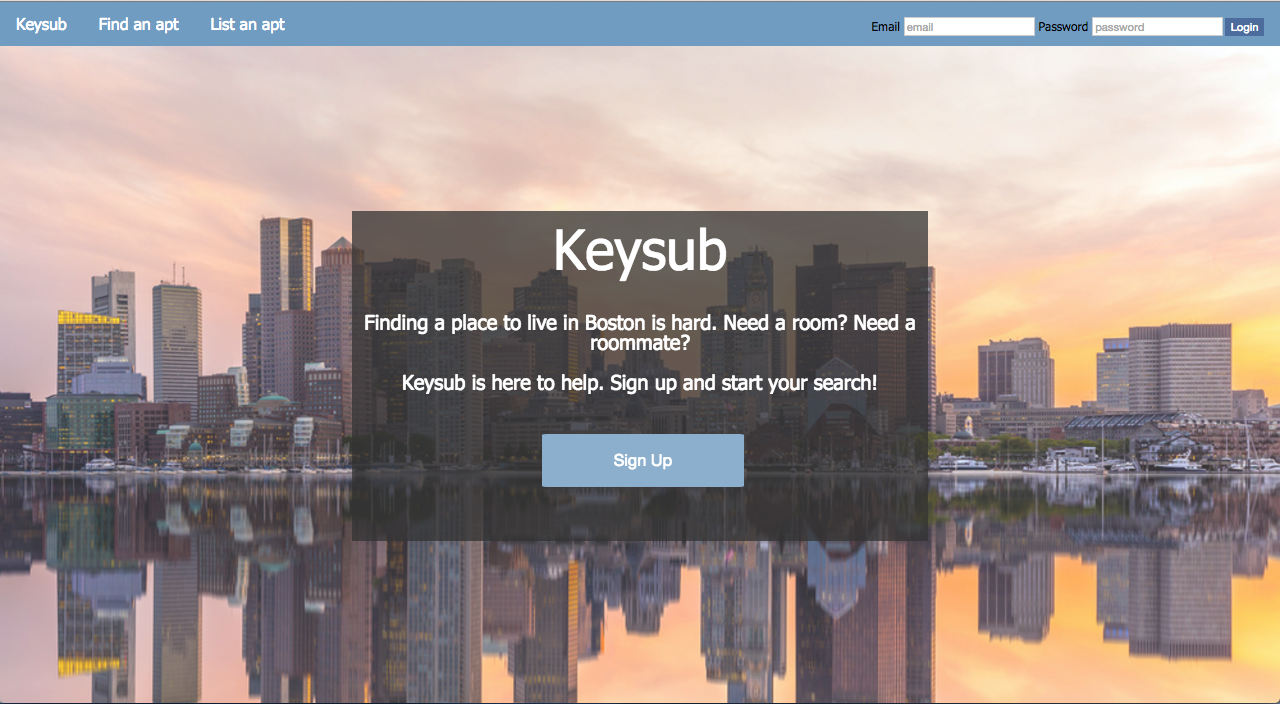 Keysub Find an apt List an apt Email email Password password Login
Keysub
Finding a place to live in Boston is hard. Need a room? Need a
roommate?
Keysub is here to help. Sign up and start your search!
Sign Up